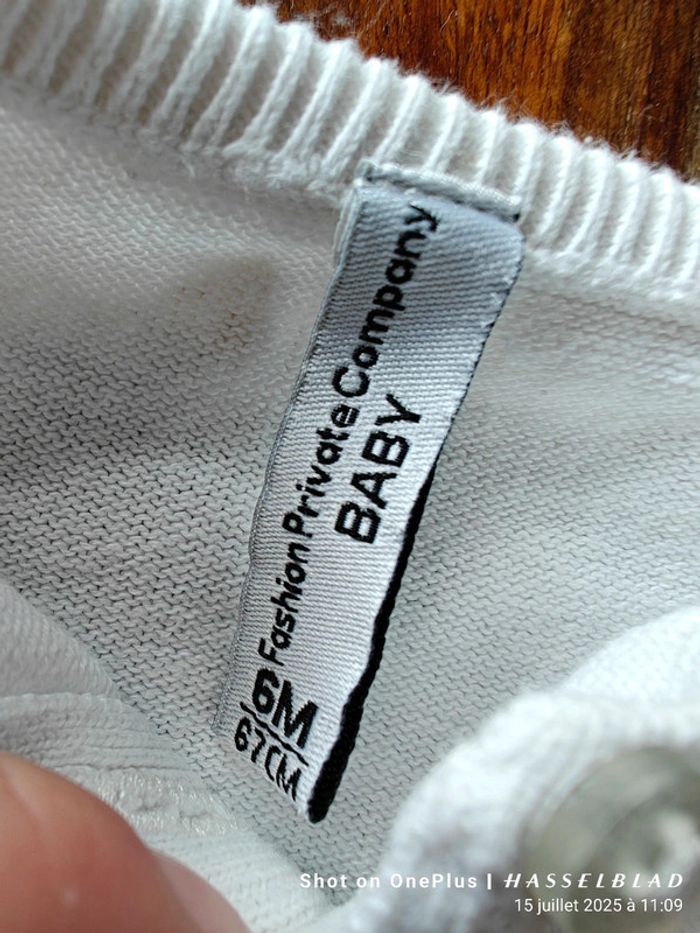 Fashion Private Company
BABY
6M
67CM
Shot on OnePlus | HASSELBLAD
15 juillet 2025 à 11:09